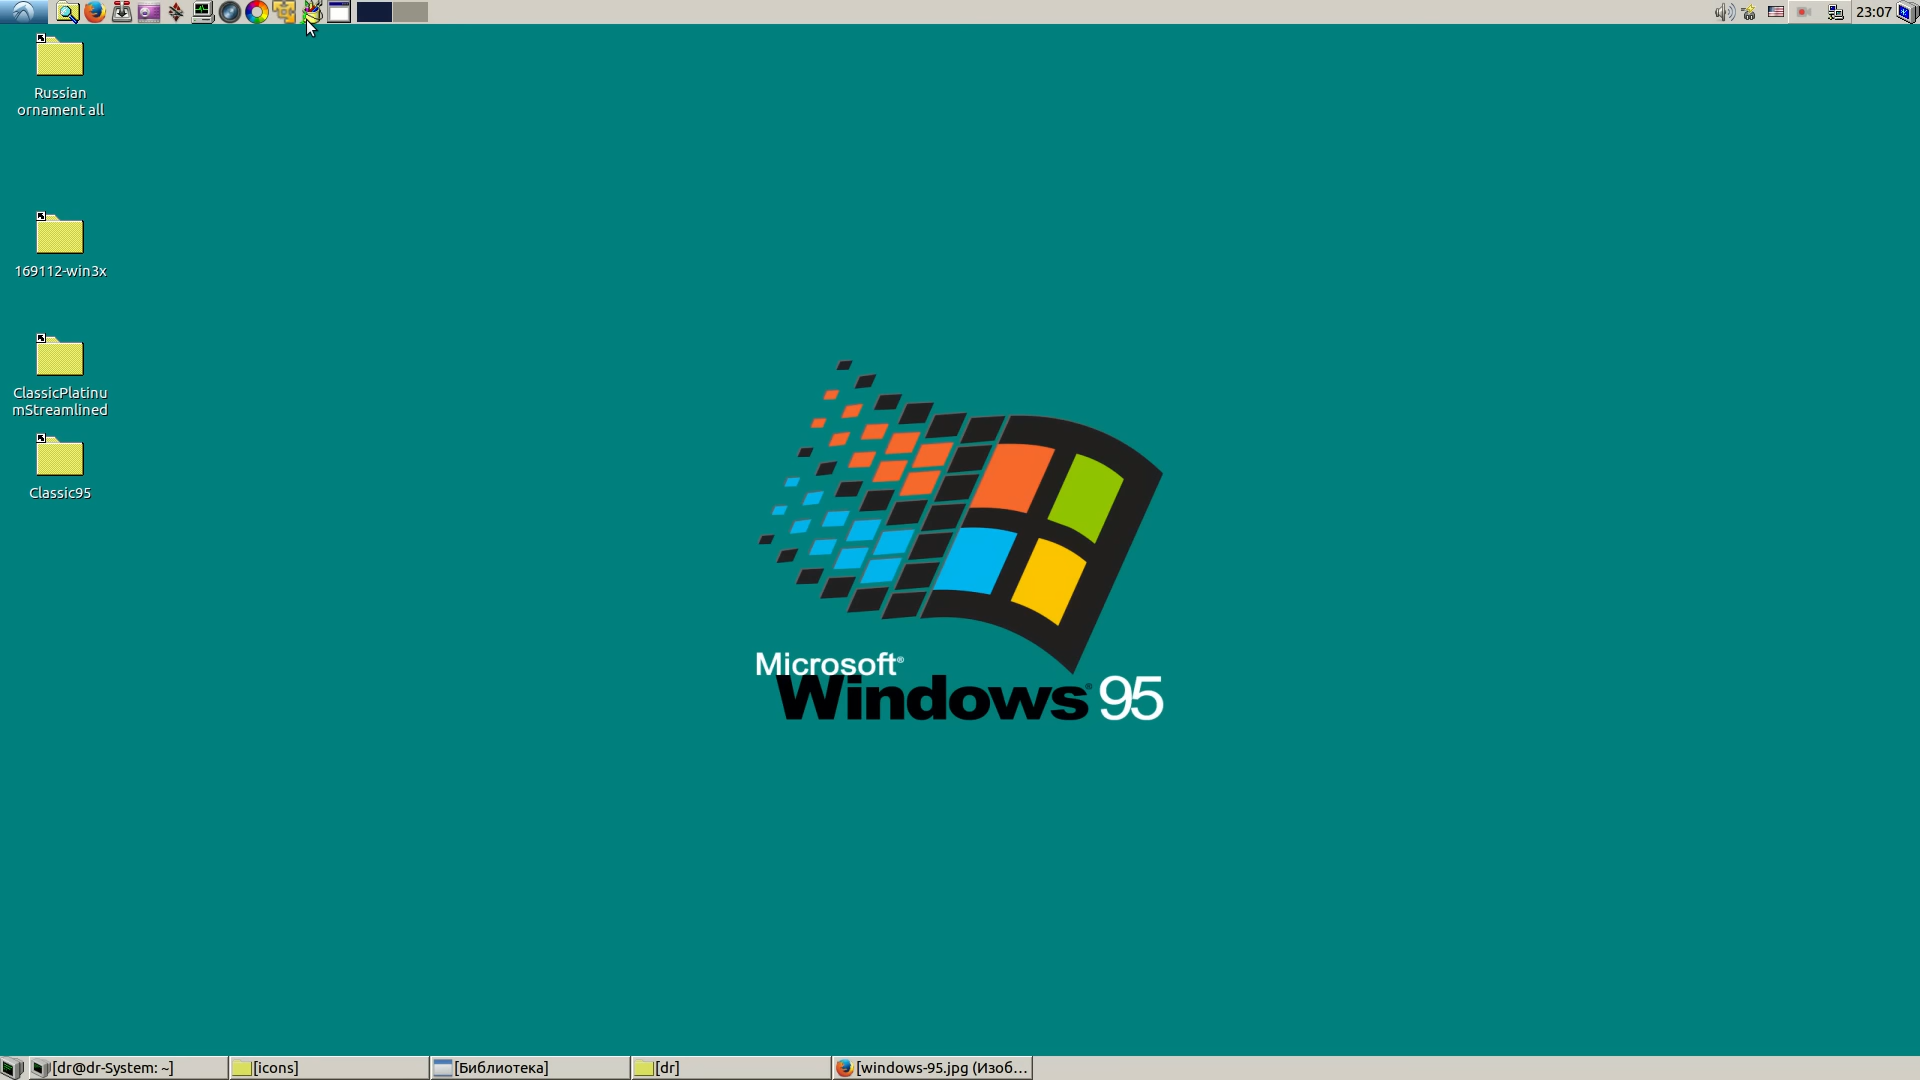 23:07
Russian
ornament all
169112-win3x
ClassicPlatinu
mStreamlined
Classic95
Microsoft®
Windows® 95
[dr@dr-System: ~]
[icons]
[Библиотека]
[dr]
[windows-95.jpg (Изоб...